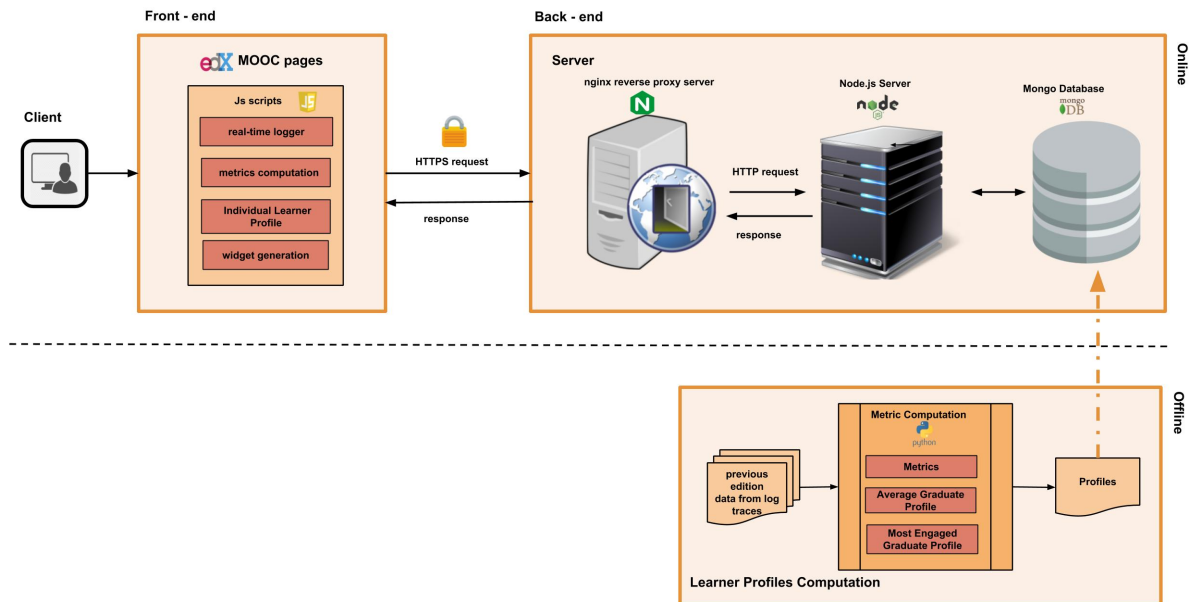 Front - end
Back - end
Online
edX MOOC pages
Server
nginx reverse proxy server
Node.js Server
Mongo Database
Js scripts
JS
N
node
JS
mongo
DB
Client
real-time logger
HTTPS request
metrics computation
HTTP request
Individual Learner
Profile
response
response
widget generation
Offline
Metric Computation
python
previous
edition
data from log
traces
Metrics
Average Graduate
Profile
Most Engaged
Graduate Profile
Profiles
Learner Profiles Computation